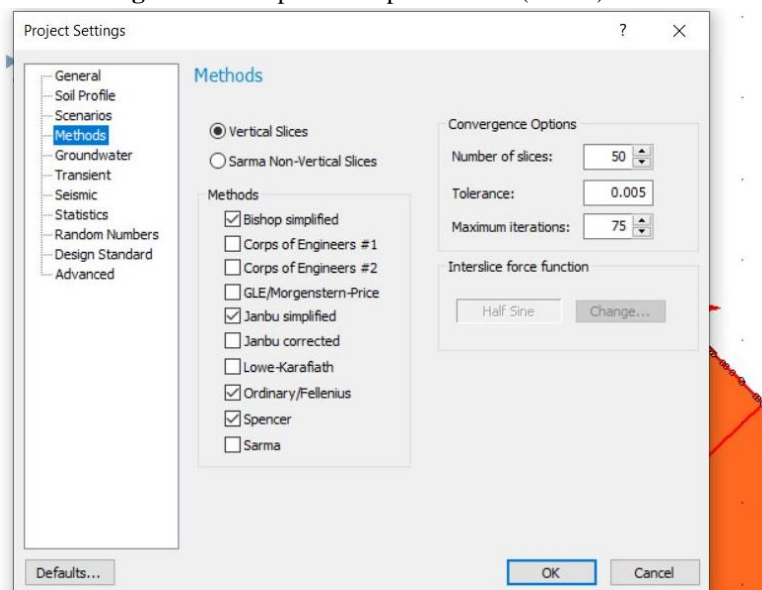 Project Settings
?
General
Soil Profile
Scenarios
Methods
Groundwater
Transient
Seismic
Statistics
Random Numbers
Design Standard
Advanced
Methods
Vertical Slices
Sarma Non-Vertical Slices
Methods
Bishop simplified
Corps of Engineers #1
Corps of Engineers #2
GLE/Morgenstern-Price
Janbu simplified
Janbu corrected
Lowe-Karafiath
Ordinary/Fellenius
Spencer
Sarma
Convergence Options
Number of slices: 50
Tolerance: 0.005
Maximum iterations: 75
Interslice force function
Half Sine Change...
Defaults...
OK
Cancel